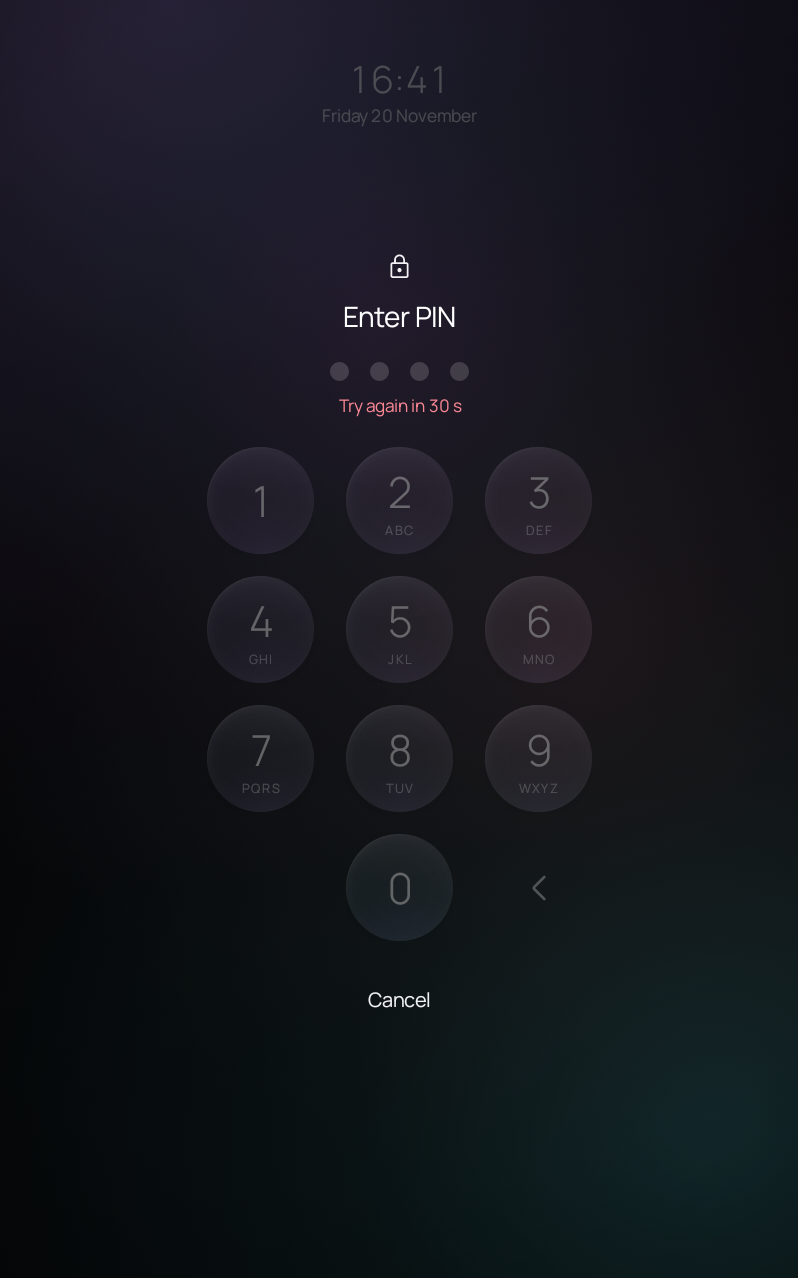 16:41
Friday 20 November
Enter PIN
Try again in 30 s
1 2 3
ABC DEF
4 5 6
GHI JKL MNO
7 8 9
PQRS TUV WXYZ
0
Cancel